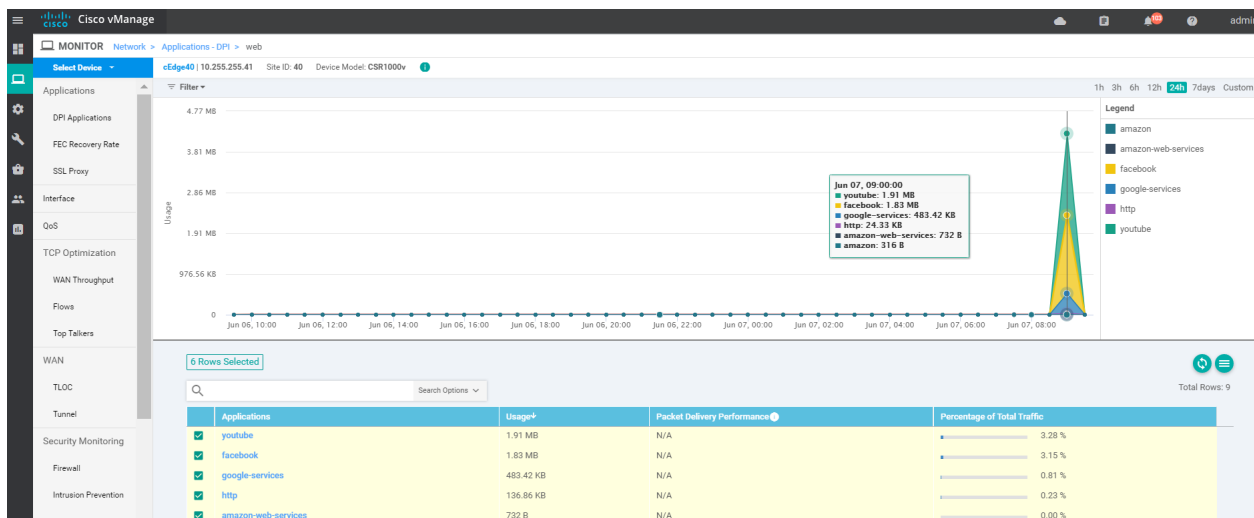 CISCO Cisco vManage
103
admin
MONITOR Network > Applications - DPI > web
Select Device
cEdge40 | 10.255.255.41 Site ID: 40 Device Model: CSR1000v
Applications
DPI Applications
FEC Recovery Rate
SSL Proxy
Interface
QoS
TCP Optimization
WAN Throughput
Flows
Top Talkers
WAN
TLOC
Tunnel
Security Monitoring
Firewall
Intrusion Prevention
Filter
1h 3h 6h 12h 24h 7days Custom
4.77 MB
3.81 MB
2.86 MB
1.91 MB
976.56 KB
0
Usage
Jun 06, 10:00 Jun 06, 12:00 Jun 06, 14:00 Jun 06, 16:00 Jun 06, 18:00 Jun 06, 20:00 Jun 06, 22:00 Jun 07, 00:00 Jun 07, 02:00 Jun 07, 04:00 Jun 07, 06:00 Jun 07, 08:00
Jun 07, 09:00:00
youtube: 1.91 MB
facebook: 1.83 MB
google-services: 483.42 KB
http: 24.33 KB
amazon-web-services: 732 B
amazon: 316 B
Legend
amazon
amazon-web-services
facebook
google-services
http
youtube
6 Rows Selected
Search Options
Total Rows: 9
Applications Usage Packet Delivery Performance Percentage of Total Traffic
youtube 1.91 MB N/A 3.28 %
facebook 1.83 MB N/A 3.15 %
google-services 483.42 KB N/A 0.81 %
http 136.86 KB N/A 0.23 %
amazon-web-services 732 B N/A 0.00 %